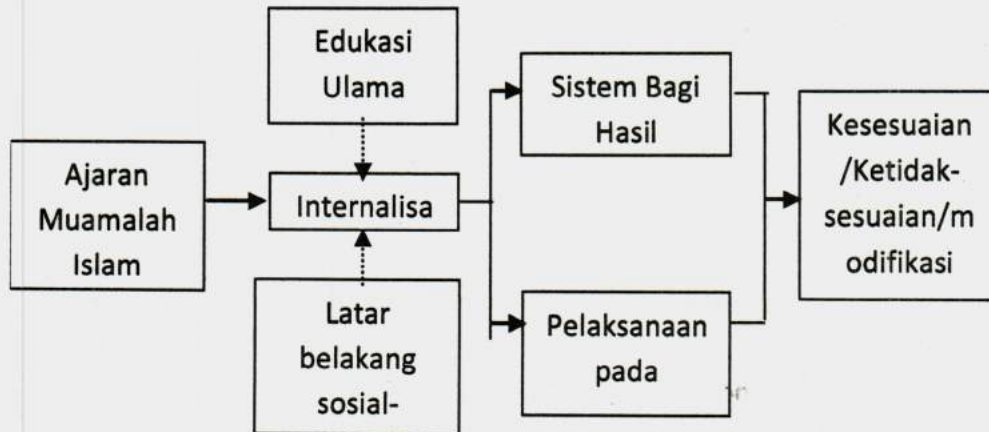 Edukasi
Ulama
Ajaran
Muamalah
Islam
Internalisa
Latar
belakang
sosial-
Sistem Bagi
Hasil
Pelaksanaan
pada
Kesesuaian
/Ketidak-
sesuaian/m
odifikasi